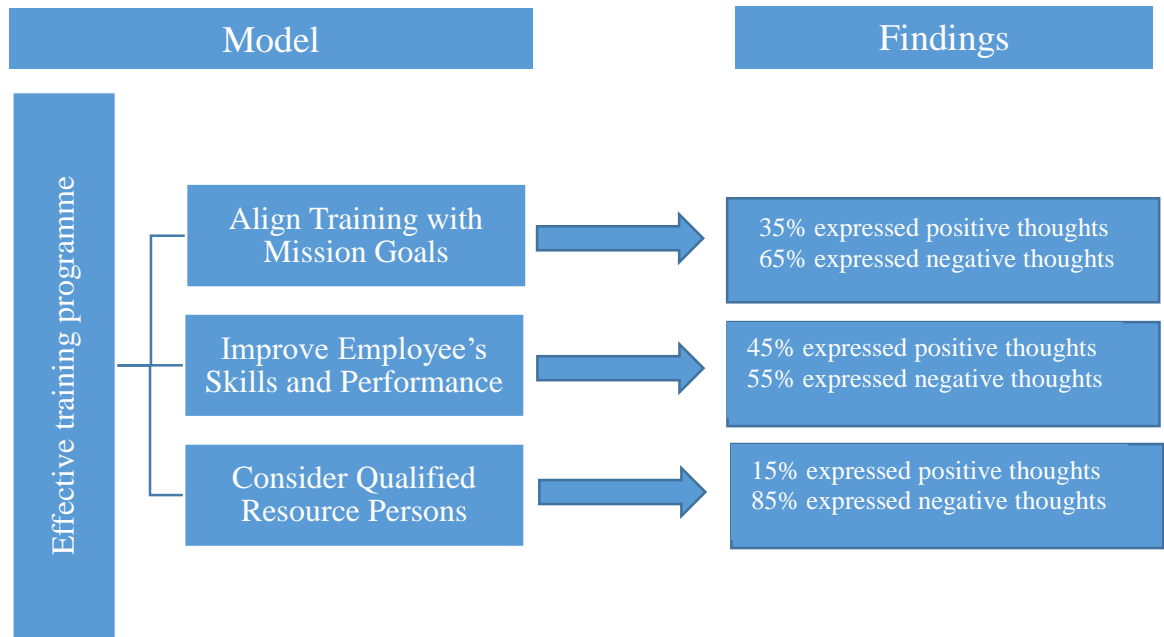 Model
Findings
Effective training programme
Align Training with
Mission Goals
35% expressed positive thoughts
65% expressed negative thoughts
Improve Employee’s
Skills and Performance
45% expressed positive thoughts
55% expressed negative thoughts
Consider Qualified
Resource Persons
15% expressed positive thoughts
85% expressed negative thoughts